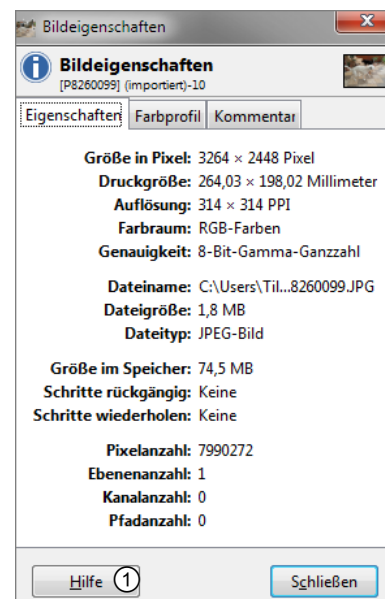 Bildeigenschaften
Bildeigenschaften
[P8260099] (importiert)-10
Eigenschaften Farbprofil Kommentar
Größe in Pixel: 3264 × 2448 Pixel
Druckgröße: 264,03 × 198,02 Millimeter
Auflösung: 314 × 314 PPI
Farbraum: RGB-Farben
Genauigkeit: 8-Bit-Gamma-Ganzzahl
Dateiname: C:\Users\Til...8260099.JPG
Dateigröße: 1,8 MB
Dateityp: JPEG-Bild
Größe im Speicher: 74,5 MB
Schritte rückgängig: Keine
Schritte wiederholen: Keine
Pixelanzahl: 7990272
Ebenenanzahl: 1
Kanalanzahl: 0
Pfadanzahl: 0
Hilfe 1 Schließen